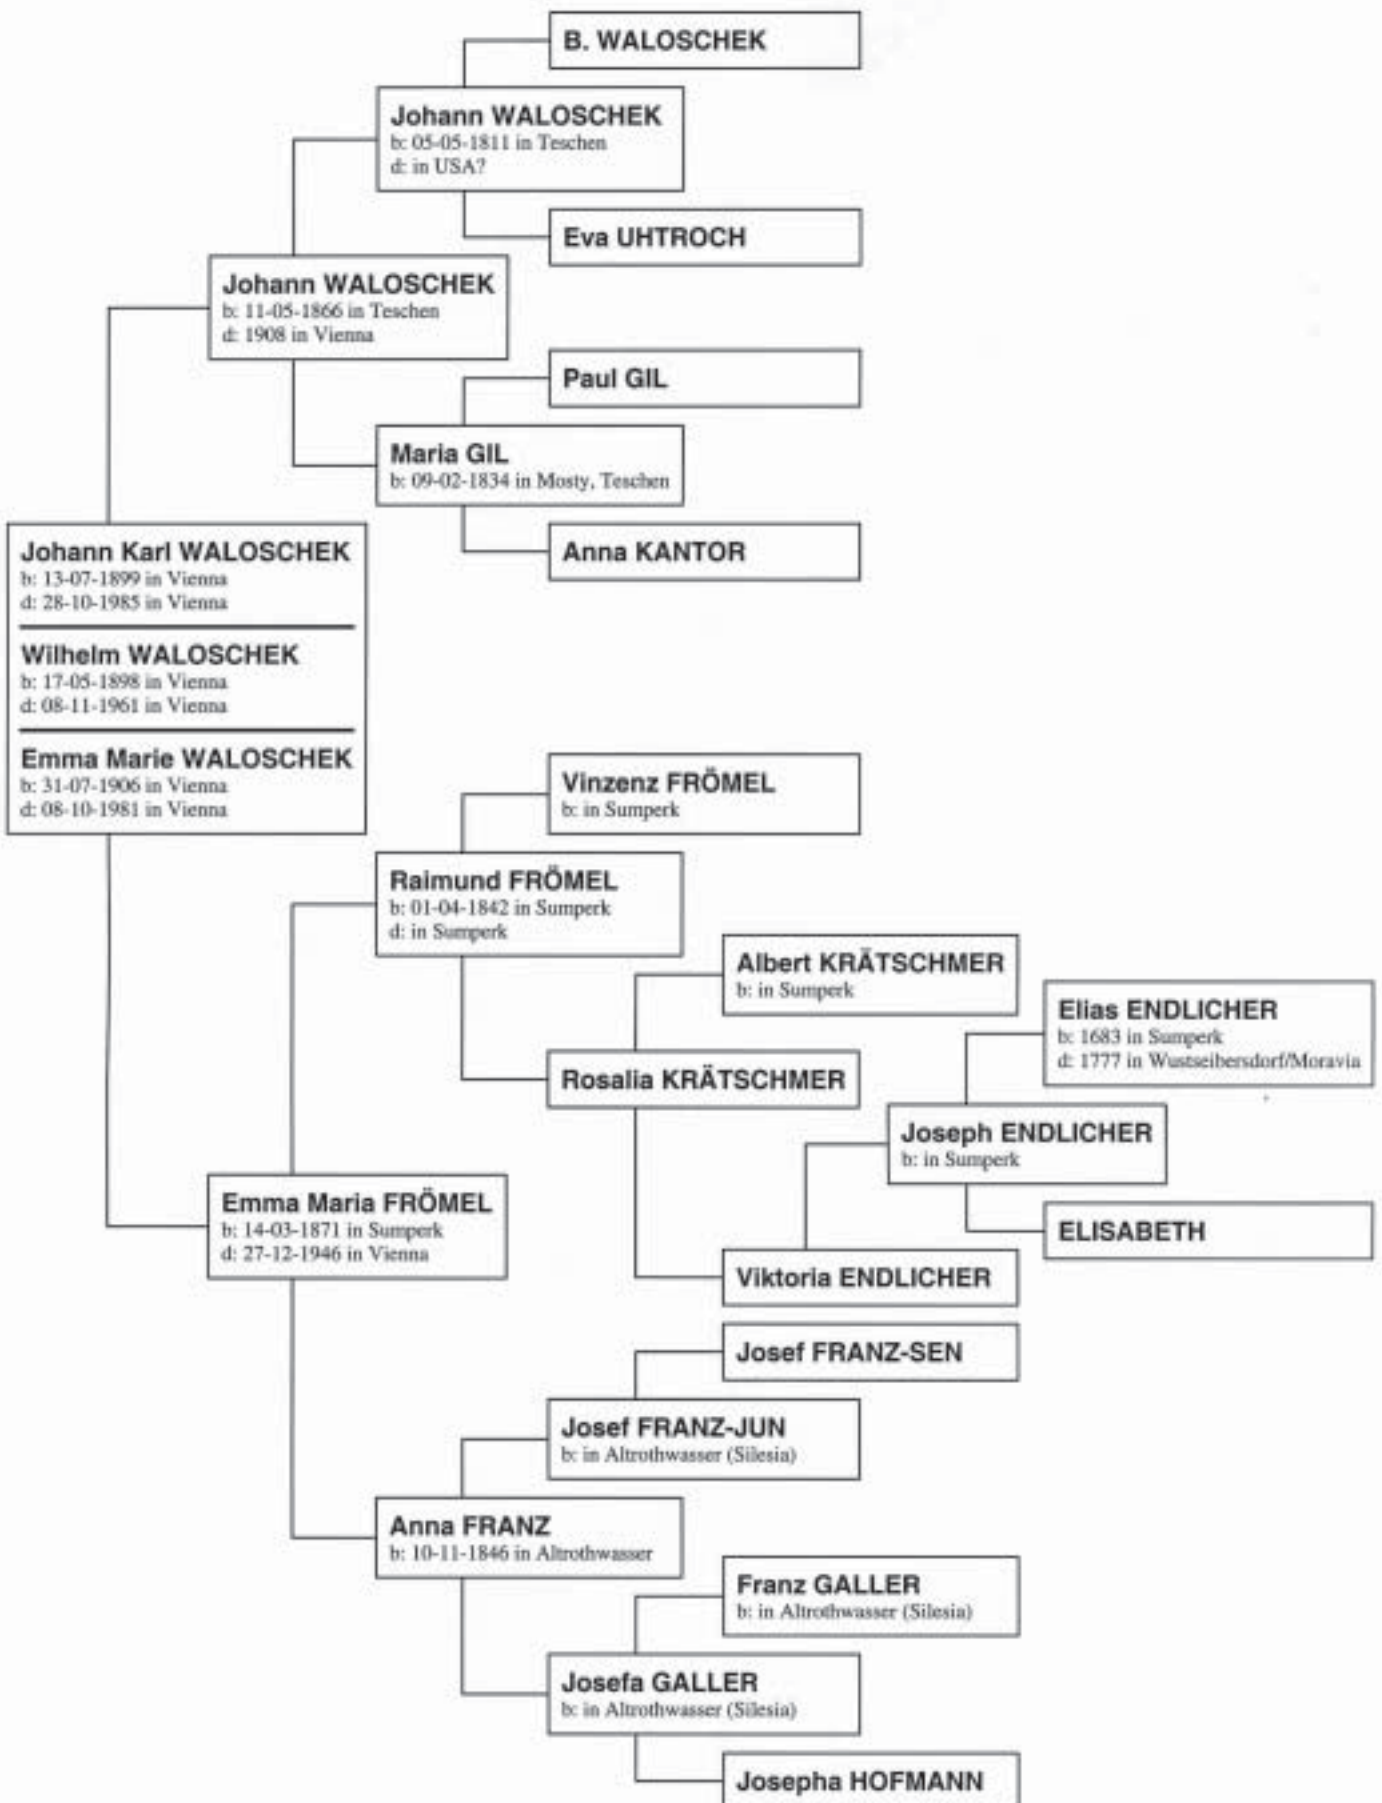 B. WALOSCHEK
Johann WALOSCHEK
b: 05-05-1811 in Teschen
d: in USA?
Eva UHTROCH
Johann WALOSCHEK
b: 11-05-1866 in Teschen
d: 1908 in Vienna
Paul GIL
Maria GIL
b: 09-02-1834 in Mosty, Teschen
Anna KANTOR
Johann Karl WALOSCHEK
b: 13-07-1899 in Vienna
d: 28-10-1985 in Vienna
Wilhelm WALOSCHEK
b: 17-05-1898 in Vienna
d: 08-11-1961 in Vienna
Emma Marie WALOSCHEK
b: 31-07-1906 in Vienna
d: 08-10-1981 in Vienna
Vinzenz FRÖMEL
b: in Sumperk
Raimund FRÖMEL
b: 01-04-1842 in Sumperk
d: in Sumperk
Albert KRÄTSCHMER
b: in Sumperk
Elias ENDLICHER
b: 1683 in Sumperk
d: 1777 in Wustseibersdorf/Moravia
Rosalia KRÄTSCHMER
Joseph ENDLICHER
b: in Sumperk
Emma Maria FRÖMEL
b: 14-03-1871 in Sumperk
d: 27-12-1946 in Vienna
ELISABETH
Viktoria ENDLICHER
Josef FRANZ-SEN
Josef FRANZ-JUN
b: in Altrothwasser (Silesia)
Anna FRANZ
b: 10-11-1846 in Altrothwasser
Franz GALLER
b: in Altrothwasser (Silesia)
Josefa GALLER
b: in Altrothwasser (Silesia)
Josepha HOFMANN